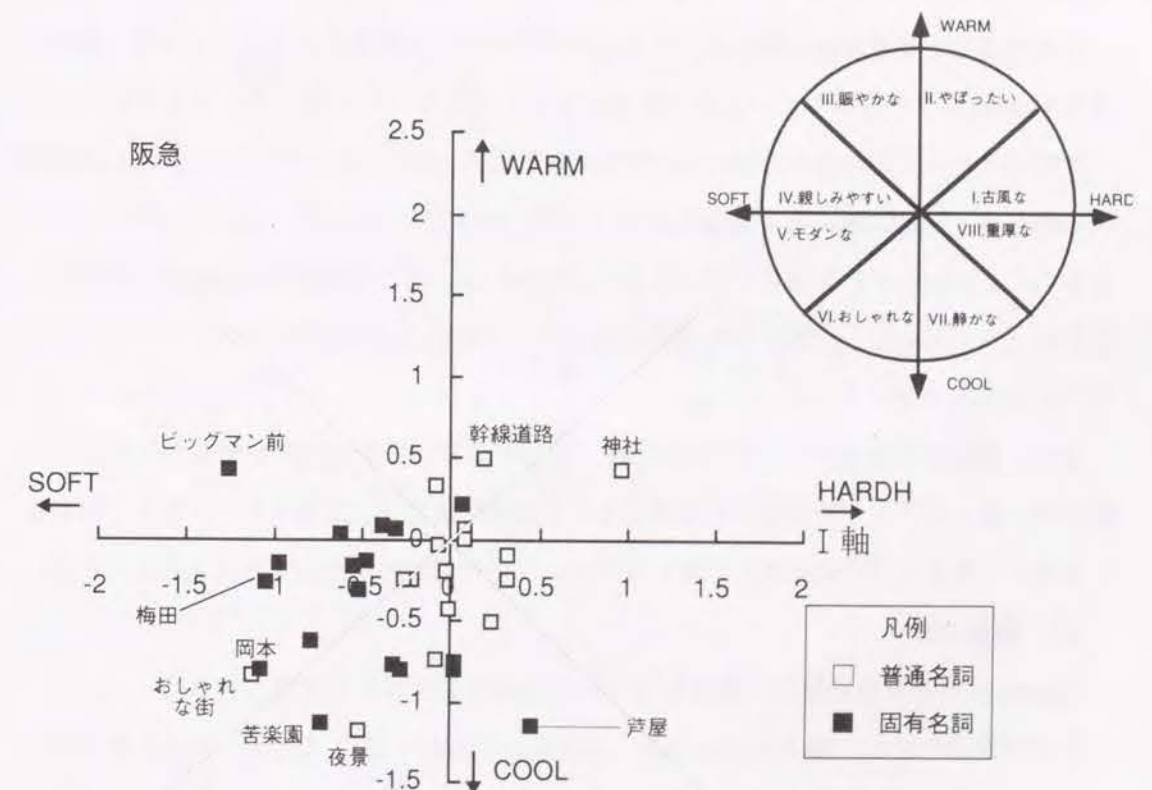 WARM
III.賑やかな
II.やぼったい
SOFT
IV.親しみやすい
I.古風な
HARD
V.モダンな
VIII.重厚な
VI.おしゃれな
VII.静かな
COOL
阪急
2.5
WARM
2
1.5
1
ビッグマン前
幹線道路
神社
0.5
SOFT
HARDH
0
I 軸
-2
-1.5
-1
-0.5
0
0.5
1
1.5
2
梅田
-0.5
岡本
おしゃれ
な街
-1
苦楽園
夜景
芦屋
-1.5
COOL
凡例
普通名詞
固有名詞